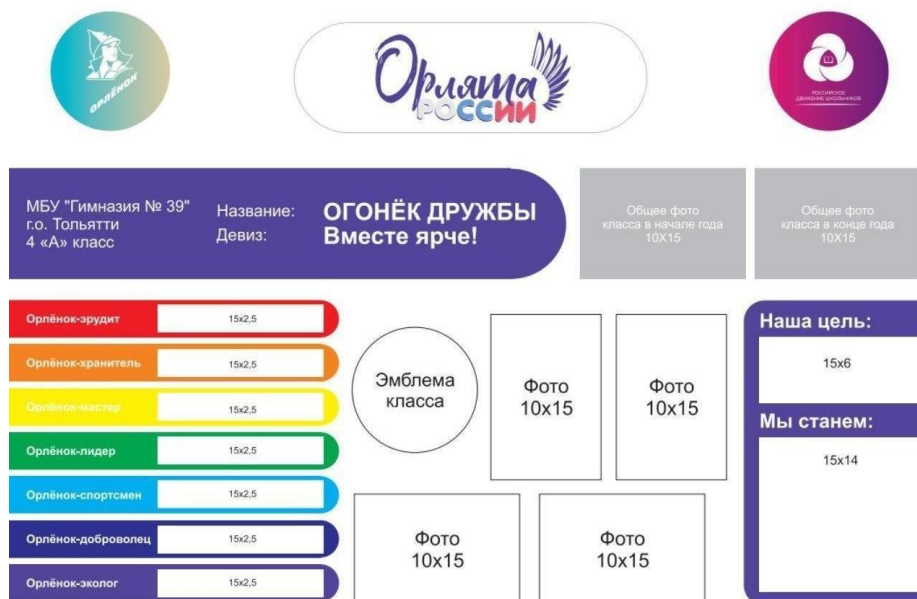 ОРЛЁНОК
Орлята
РОССИИ
РОССИЙСКОЕ
ДВИЖЕНИЕ ШКОЛЬНИКОВ
МБУ "Гимназия № 39"
г.о. Тольятти
4 «А» класс
Название:
Девиз:
ОГОНЁК ДРУЖБЫ
Вместе ярче!
Общее фото
класса в начале года
10Х15
Общее фото
класса в конце года
10Х15
Орлёнок-эрудит
15х2,5
Орлёнок-хранитель
15х2,5
Орлёнок-мастер
15х2,5
Орлёнок-лидер
15х2,5
Орлёнок-спортсмен
15х2,5
Орлёнок-доброволец
15х2,5
Орлёнок-эколог
15х2,5
Эмблема
класса
Фото
10х15
Фото
10х15
Фото
10х15
Фото
10х15
Наша цель:
15х6
Мы станем:
15х14